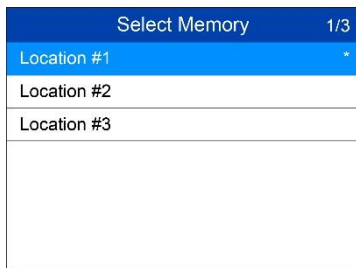 Select Memory 1/3
Location #1 *
Location #2
Location #3